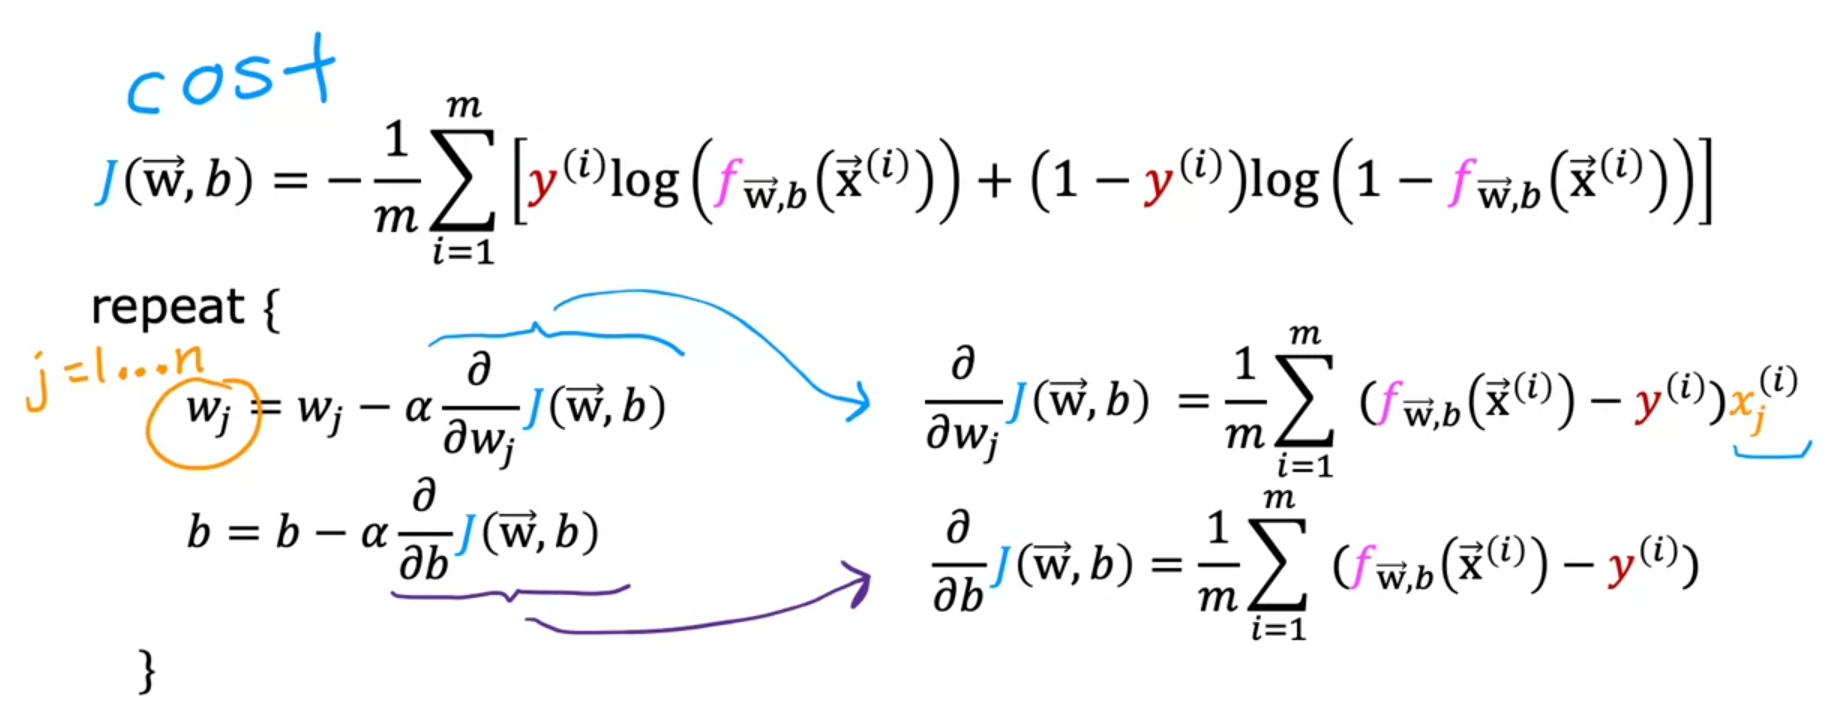 cost
J(w⃗, b) = −1/m ∑_{i=1}^{m} [y^(i) log(f_{w⃗,b}(x⃗^(i))) + (1 − y^(i)) log(1 − f_{w⃗,b}(x⃗^(i)))]
repeat {
j=1...n
w_j = w_j − α ∂/∂w_j J(w⃗, b)
∂/∂w_j J(w⃗, b) = 1/m ∑_{i=1}^{m} (f_{w⃗,b}(x⃗^(i)) − y^(i)) x_j^(i)
b = b − α ∂/∂b J(w⃗, b)
∂/∂b J(w⃗, b) = 1/m ∑_{i=1}^{m} (f_{w⃗,b}(x⃗^(i)) − y^(i))
}